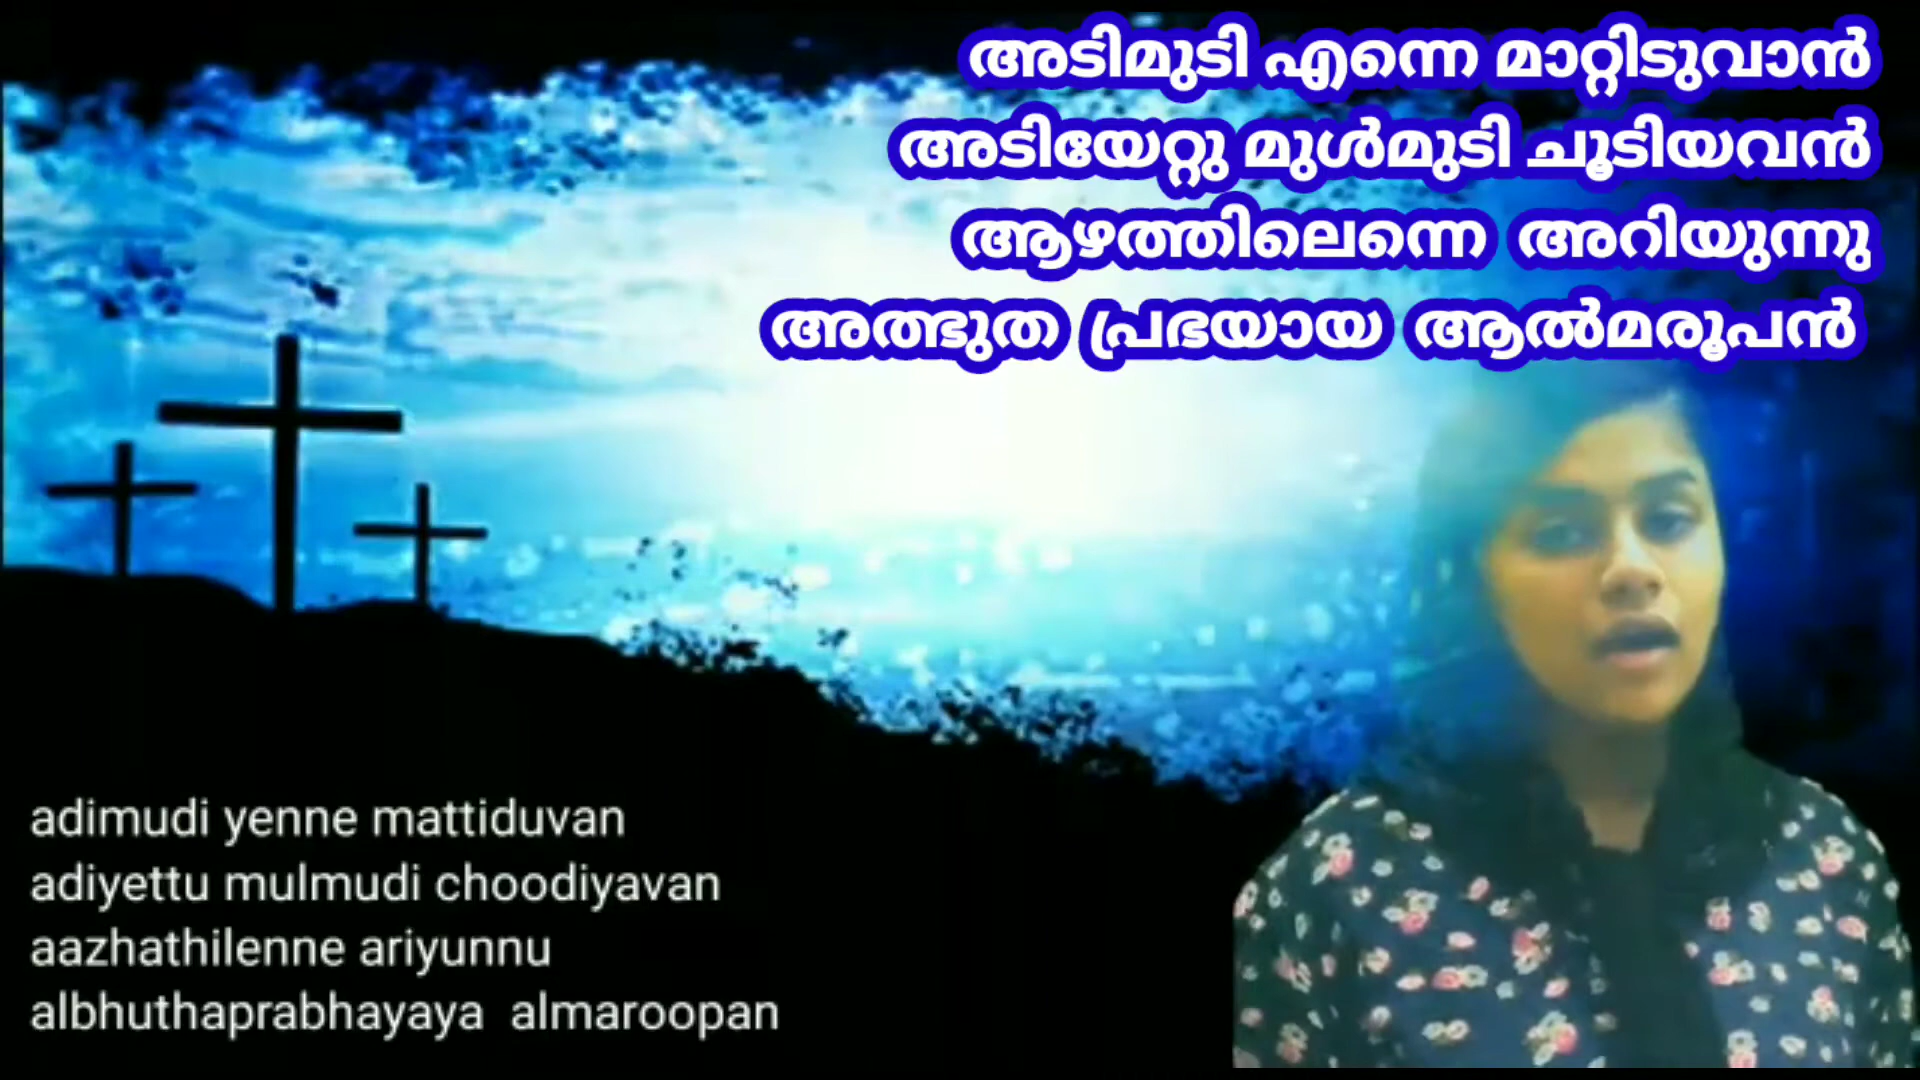 അടിമുടി എന്നെ മാറ്റിടുവാൻ
അടിയേറ്റു മുൾമുടി ചൂടിയവൻ
ആഴത്തിലെന്നെ അറിയുന്നു
അത്ഭുത പ്രഭയായ ആൽമരൂപൻ
adimudi yenne mattiduvan
adiyettu mulmudi choodiyavan
aazhathilenne ariyunnu
albhuthaprabhayaya almaroopan